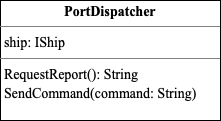 PortDispatcher
ship: IShip
RequestReport(): String
SendCommand(command: String)